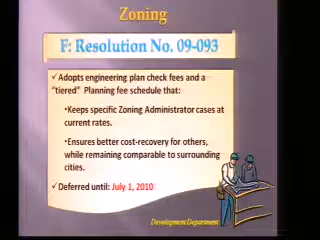 Zoning
F: Resolution No. 09-093
✓Adopts engineering plan check fees and a
“tiered” Planning fee schedule that:
•Keeps specific Zoning Administrator cases at
current rates.
•Ensures better cost-recovery for others,
while remaining comparable to surrounding
cities.
✓Deferred until: July 1, 2010
Development Department